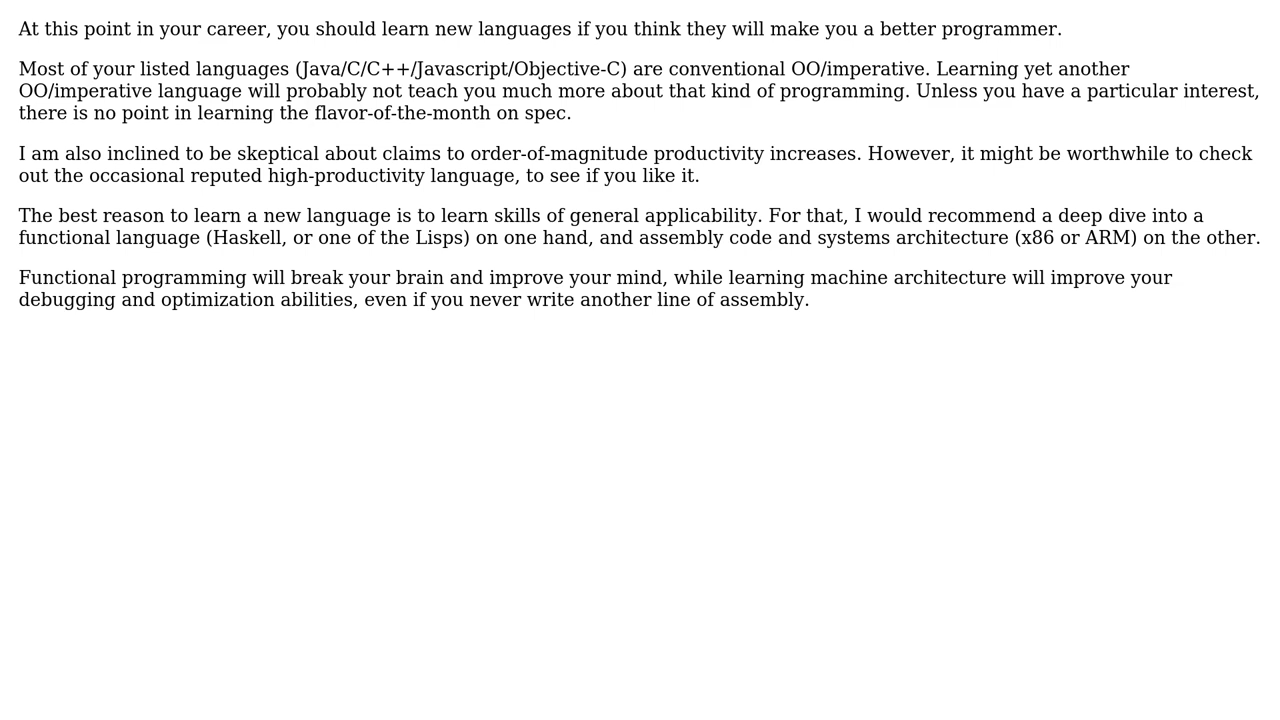 At this point in your career, you should learn new languages if you think they will make you a better programmer.
Most of your listed languages (Java/C/C++/Javascript/Objective-C) are conventional OO/imperative. Learning yet another
OO/imperative language will probably not teach you much more about that kind of programming. Unless you have a particular interest,
there is no point in learning the flavor-of-the-month on spec.
I am also inclined to be skeptical about claims to order-of-magnitude productivity increases. However, it might be worthwhile to check
out the occasional reputed high-productivity language, to see if you like it.
The best reason to learn a new language is to learn skills of general applicability. For that, I would recommend a deep dive into a
functional language (Haskell, or one of the Lisps) on one hand, and assembly code and systems architecture (x86 or ARM) on the other.
Functional programming will break your brain and improve your mind, while learning machine architecture will improve your
debugging and optimization abilities, even if you never write another line of assembly.